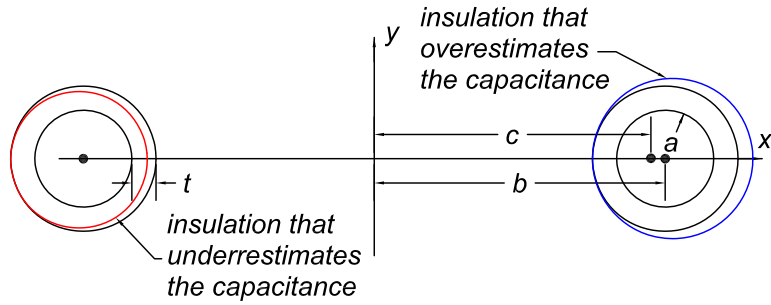 insulation that
overestimates
the capacitance
y
x
c
a
b
t
insulation that
underrestimates
the capacitance